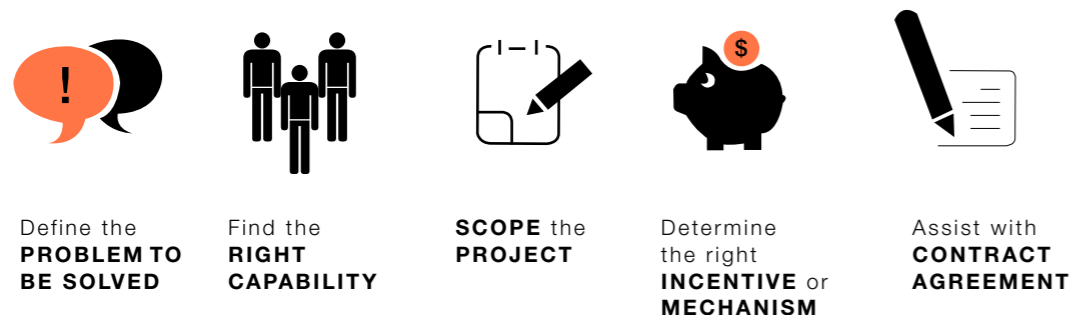 !
$
Define the
PROBLEM TO
BE SOLVED
Find the
RIGHT
CAPABILITY
SCOPE the
PROJECT
Determine
the right
INCENTIVE or
MECHANISM
Assist with
CONTRACT
AGREEMENT